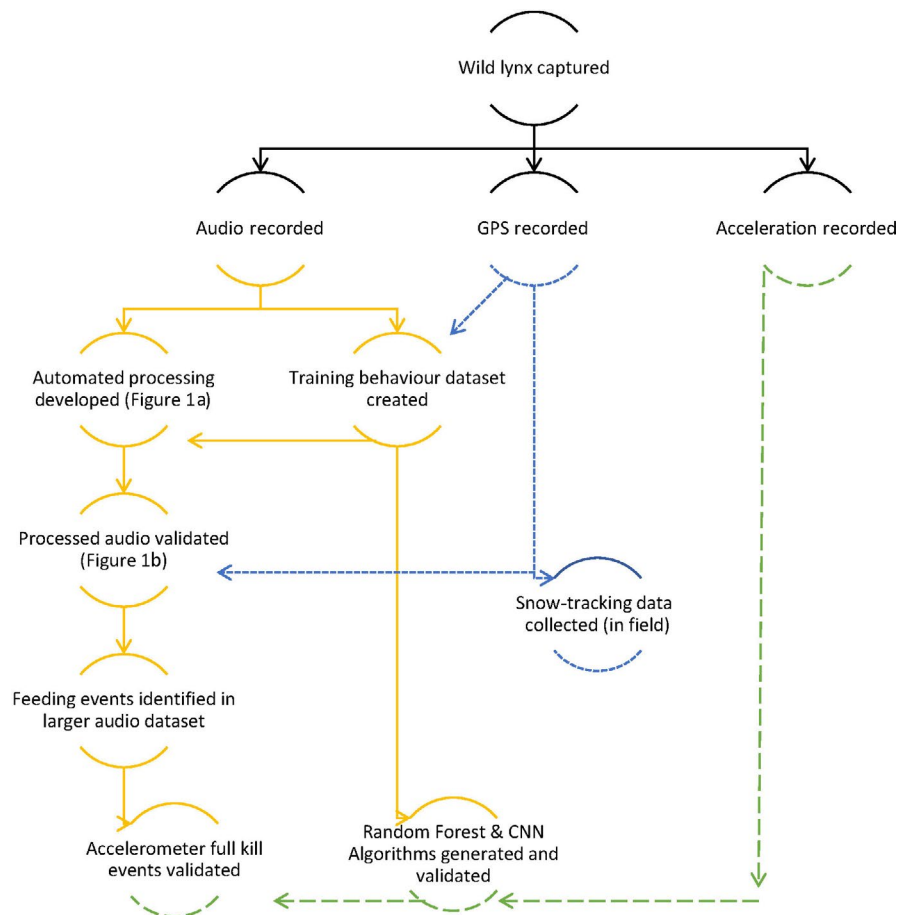 Wild lynx captured
Audio recorded
GPS recorded
Acceleration recorded
Automated processing
developed (Figure 1a)
Training behaviour dataset
created
Processed audio validated
(Figure 1b)
Snow-tracking data
collected (in field)
Feeding events identified in
larger audio dataset
Accelerometer full kill
events validated
Random Forest & CNN
Algorithms generated and
validated